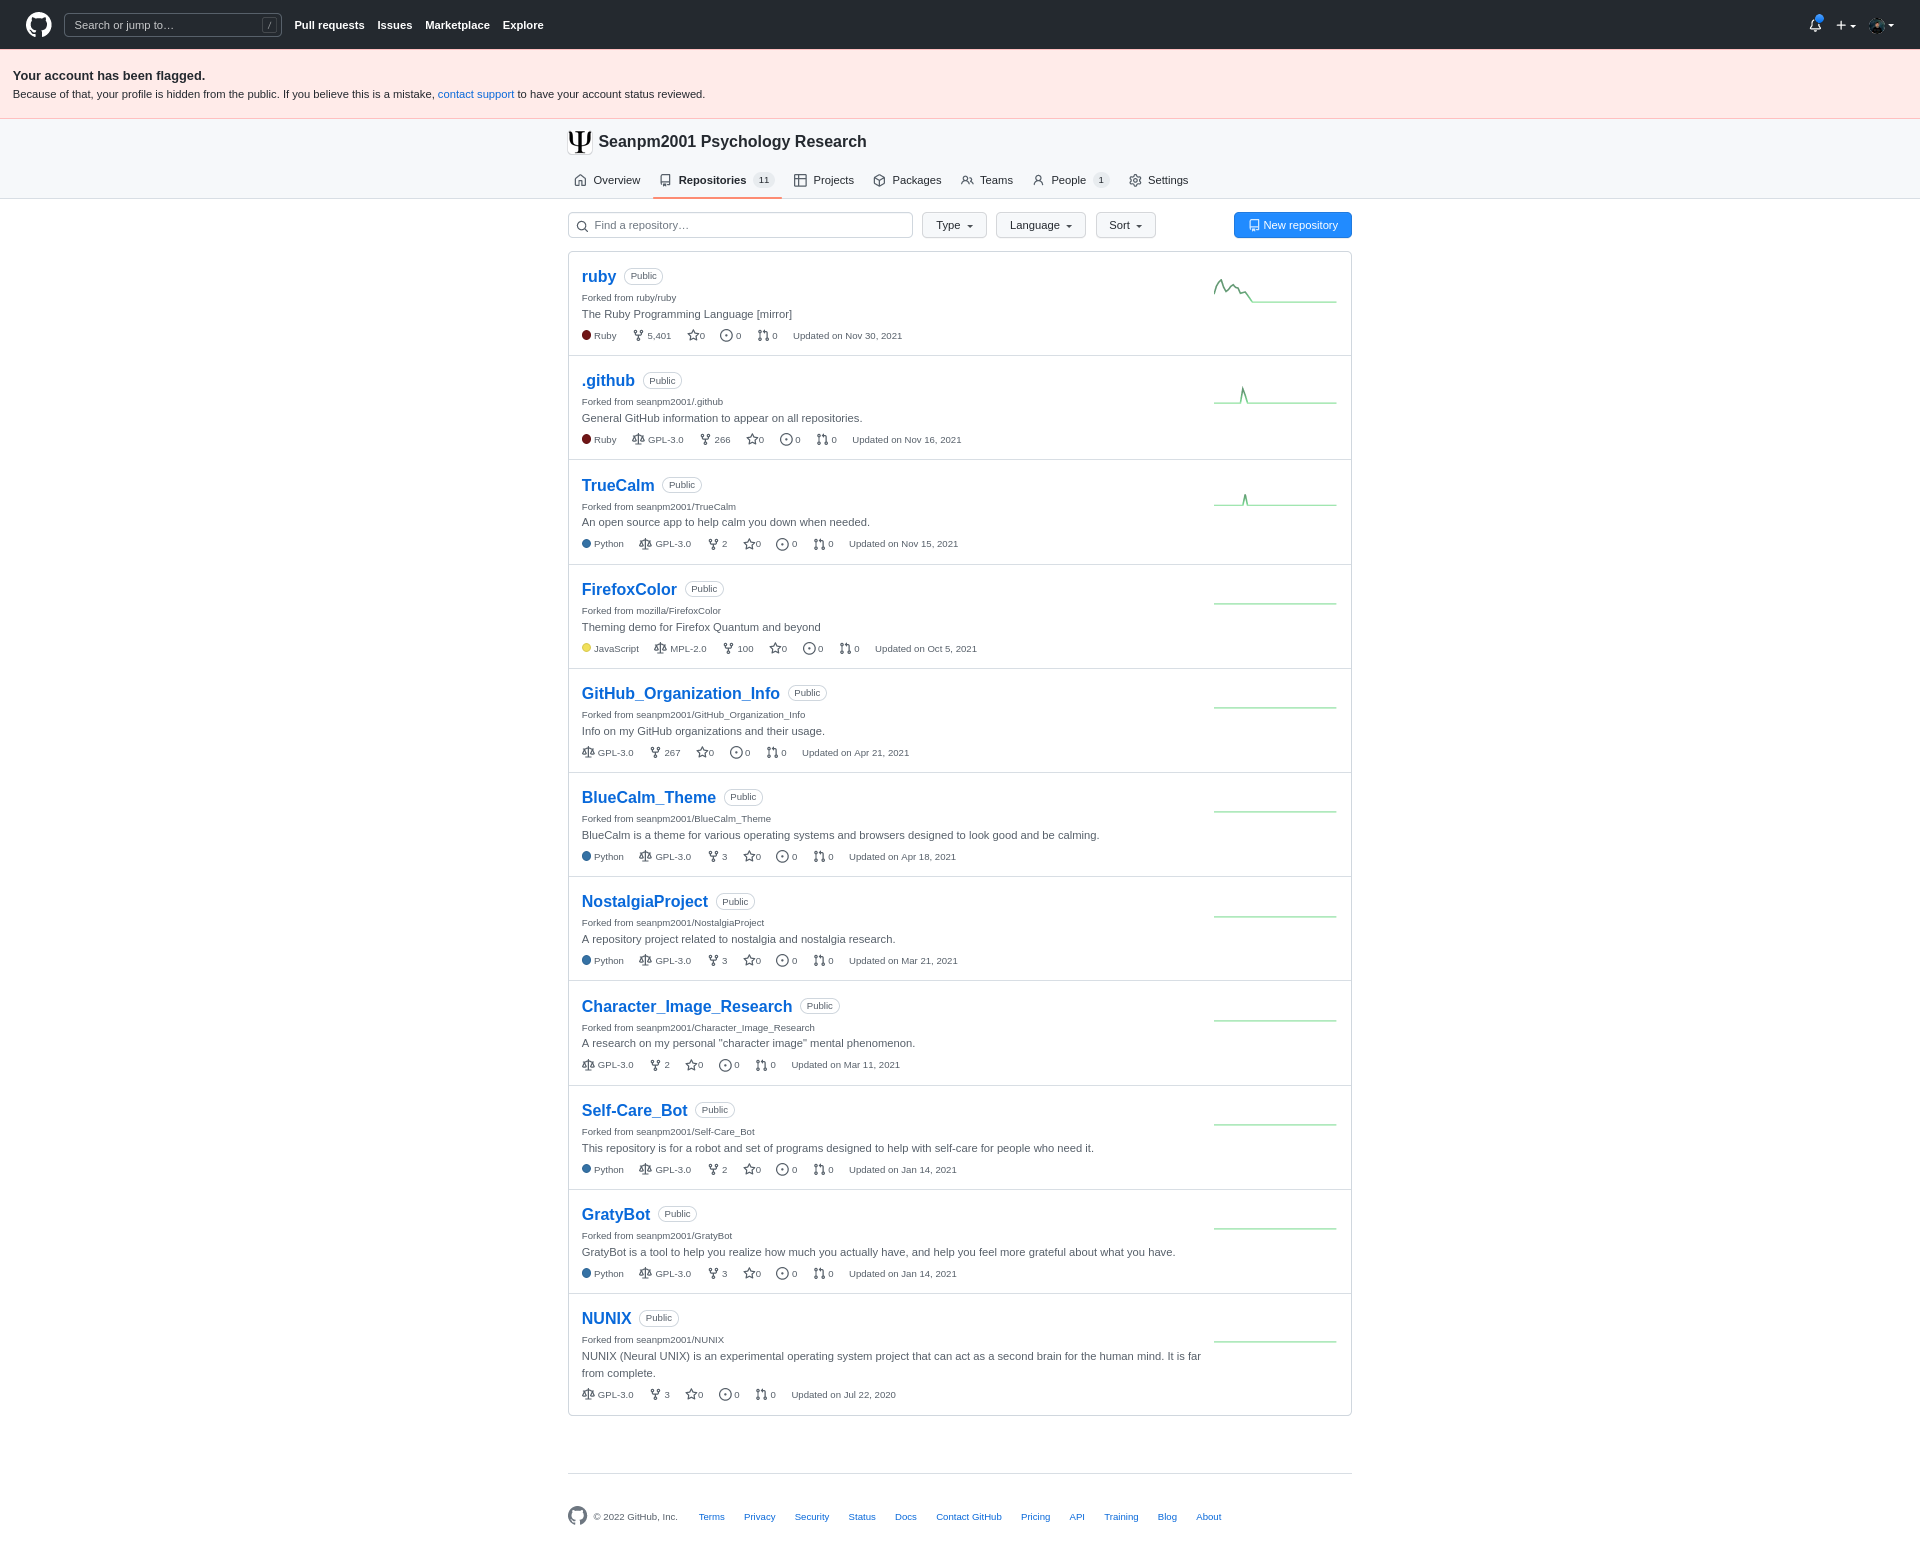 Search or jump to… /
Pull requests Issues Marketplace Explore
Your account has been flagged.
Because of that, your profile is hidden from the public. If you believe this is a mistake, contact support to have your account status reviewed.
Ψ Seanpm2001 Psychology Research
Overview Repositories 11 Projects Packages Teams People 1 Settings
Find a repository… Type Language Sort New repository
ruby Public
Forked from ruby/ruby
The Ruby Programming Language [mirror]
Ruby 5,401 0 0 0 Updated on Nov 30, 2021
.github Public
Forked from seanpm2001/.github
General GitHub information to appear on all repositories.
Ruby GPL-3.0 266 0 0 0 Updated on Nov 16, 2021
TrueCalm Public
Forked from seanpm2001/TrueCalm
An open source app to help calm you down when needed.
Python GPL-3.0 2 0 0 0 Updated on Nov 15, 2021
FirefoxColor Public
Forked from mozilla/FirefoxColor
Theming demo for Firefox Quantum and beyond
JavaScript MPL-2.0 100 0 0 0 Updated on Oct 5, 2021
GitHub_Organization_Info Public
Forked from seanpm2001/GitHub_Organization_Info
Info on my GitHub organizations and their usage.
GPL-3.0 267 0 0 0 Updated on Apr 21, 2021
BlueCalm_Theme Public
Forked from seanpm2001/BlueCalm_Theme
BlueCalm is a theme for various operating systems and browsers designed to look good and be calming.
Python GPL-3.0 3 0 0 0 Updated on Apr 18, 2021
NostalgiaProject Public
Forked from seanpm2001/NostalgiaProject
A repository project related to nostalgia and nostalgia research.
Python GPL-3.0 3 0 0 0 Updated on Mar 21, 2021
Character_Image_Research Public
Forked from seanpm2001/Character_Image_Research
A research on my personal "character image" mental phenomenon.
GPL-3.0 2 0 0 0 Updated on Mar 11, 2021
Self-Care_Bot Public
Forked from seanpm2001/Self-Care_Bot
This repository is for a robot and set of programs designed to help with self-care for people who need it.
Python GPL-3.0 2 0 0 0 Updated on Jan 14, 2021
GratyBot Public
Forked from seanpm2001/GratyBot
GratyBot is a tool to help you realize how much you actually have, and help you feel more grateful about what you have.
Python GPL-3.0 3 0 0 0 Updated on Jan 14, 2021
NUNIX Public
Forked from seanpm2001/NUNIX
NUNIX (Neural UNIX) is an experimental operating system project that can act as a second brain for the human mind. It is far
from complete.
GPL-3.0 3 0 0 0 Updated on Jul 22, 2020
© 2022 GitHub, Inc. Terms Privacy Security Status Docs Contact GitHub Pricing API Training Blog About